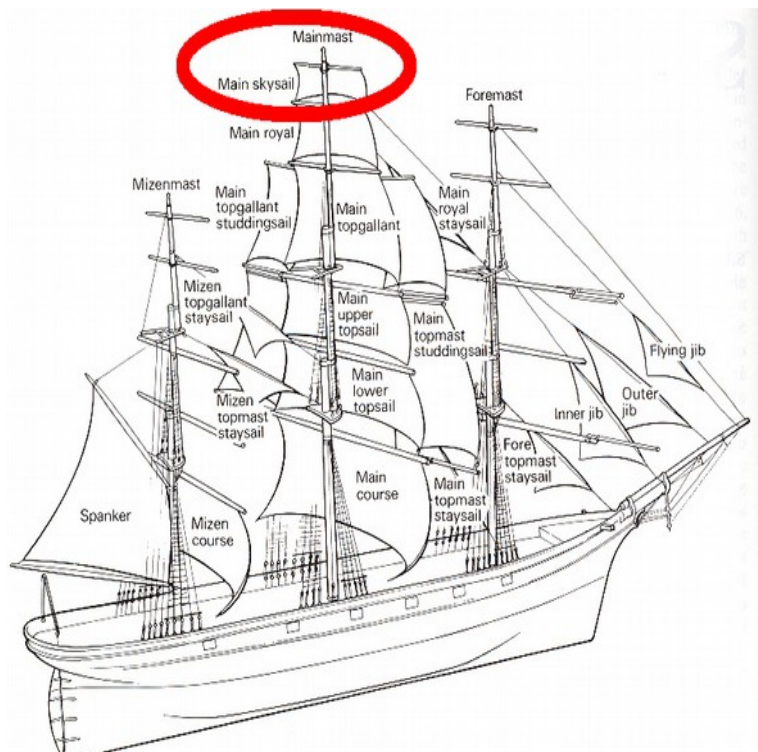 Mainmast
Main skysail
Foremast
Main royal
Mizenmast
Main
topgallant
studdingsail
Main
topgallant
Main
royal
staysail
Mizen
topgallant
staysail
Main
upper
topsail
Main
topmast
studdingsail
Flying jib
Mizen
topmast
staysail
Main
lower
topsail
Inner jib
Outer
jib
Spanker
Mizen
course
Main
course
Main
topmast
staysail
Fore
topmast
staysail